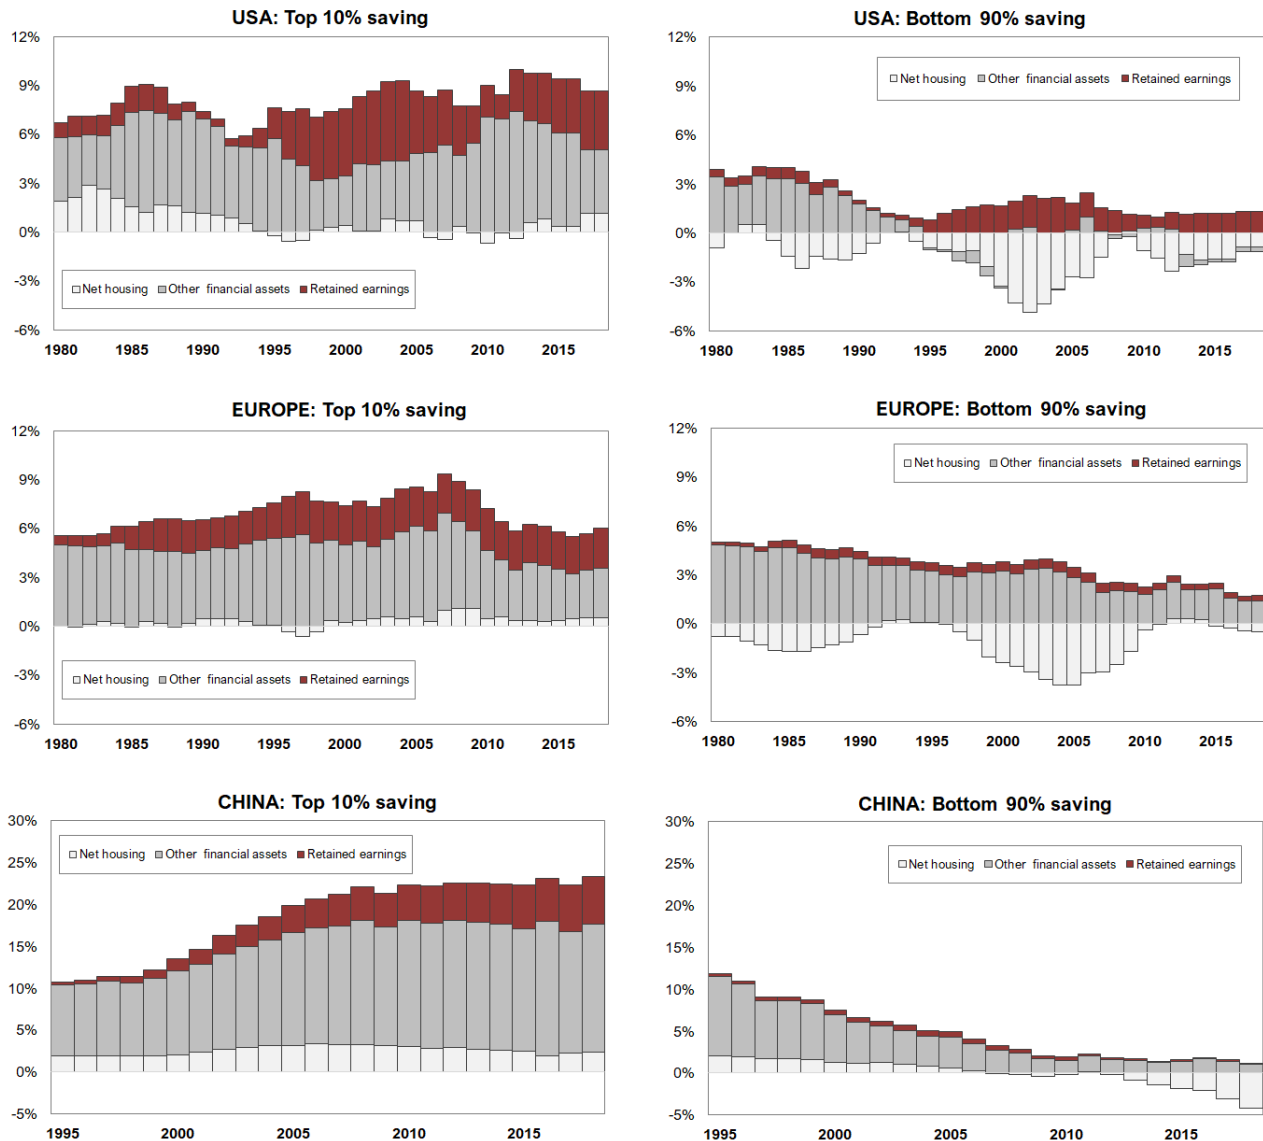 USA: Top 10% saving
12%
9%
6%
3%
0%
-3%
-6%
Net housing Other financial assets Retained earnings
1980 1985 1990 1995 2000 2005 2010 2015
USA: Bottom 90% saving
12%
9%
6%
3%
0%
-3%
-6%
Net housing Other financial assets Retained earnings
1980 1985 1990 1995 2000 2005 2010 2015
EUROPE: Top 10% saving
12%
9%
6%
3%
0%
-3%
-6%
Net housing Other financial assets Retained earnings
1980 1985 1990 1995 2000 2005 2010 2015
EUROPE: Bottom 90% saving
12%
9%
6%
3%
0%
-3%
-6%
Net housing Other financial assets Retained earnings
1980 1985 1990 1995 2000 2005 2010 2015
CHINA: Top 10% saving
30%
25%
20%
15%
10%
5%
0%
-5%
Net housing Other financial assets Retained earnings
1995 2000 2005 2010 2015
CHINA: Bottom 90% saving
30%
25%
20%
15%
10%
5%
0%
-5%
Net housing Other financial assets Retained earnings
1995 2000 2005 2010 2015